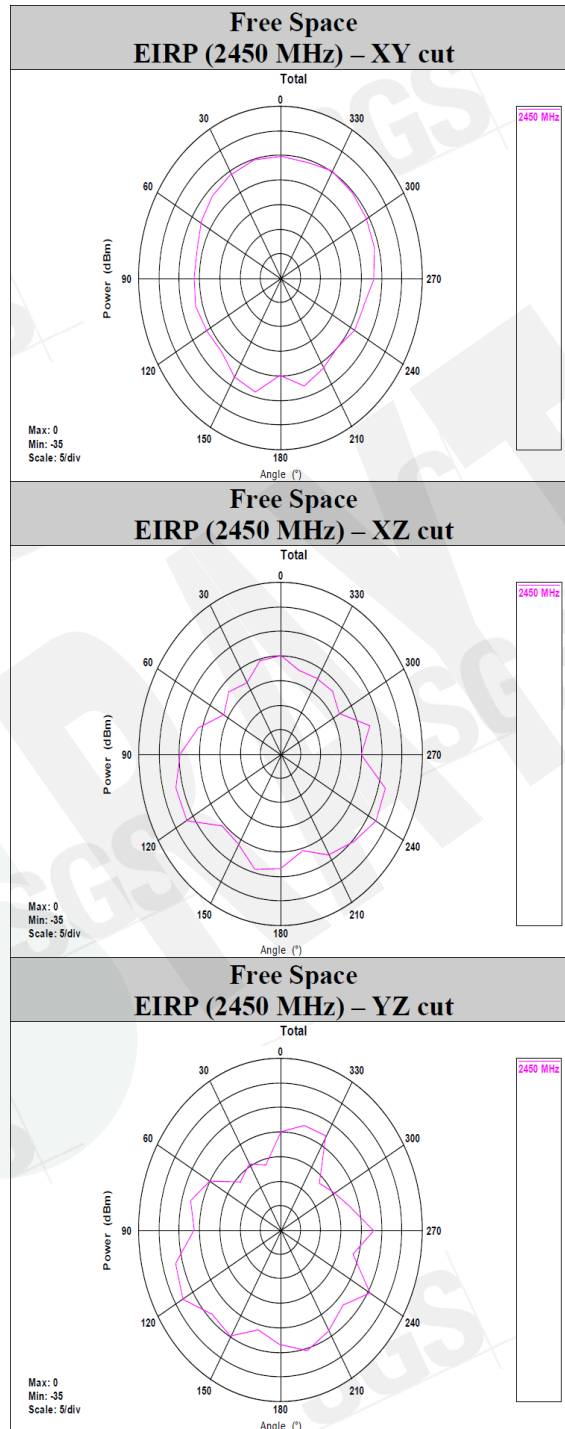 Free Space
EIRP (2450 MHz) – XY cut
Total
2450 MHz
0
30
330
60
300
Power (dBm)
90
270
120
240
150
210
180
Max: 0
Min: -35
Scale: 5/div
Angle (°)
Free Space
EIRP (2450 MHz) – XZ cut
Total
2450 MHz
0
30
330
60
300
Power (dBm)
90
270
120
240
150
210
180
Max: 0
Min: -35
Scale: 5/div
Angle (°)
Free Space
EIRP (2450 MHz) – YZ cut
Total
2450 MHz
0
30
330
60
300
Power (dBm)
90
270
120
240
150
210
180
Max: 0
Min: -35
Scale: 5/div
Angle (°)
SGS
SGS
SGS
SGS